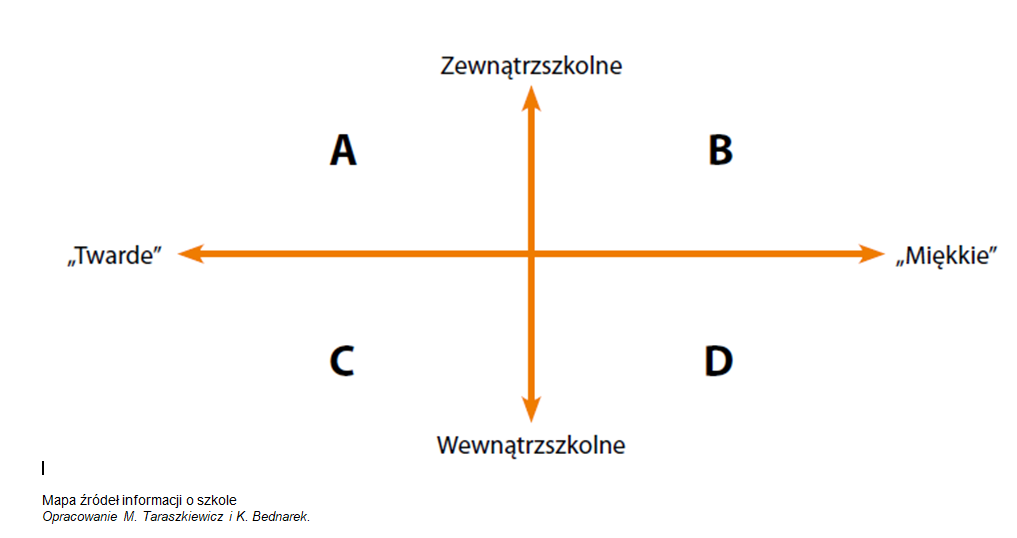 Zewnątrzszkolne
A
B
„Twarde”
„Miękkie”
C
D
Wewnątrzszkolne
Mapa źródeł informacji o szkole
Opracowanie M. Taraszkiewicz i K. Bednarek.